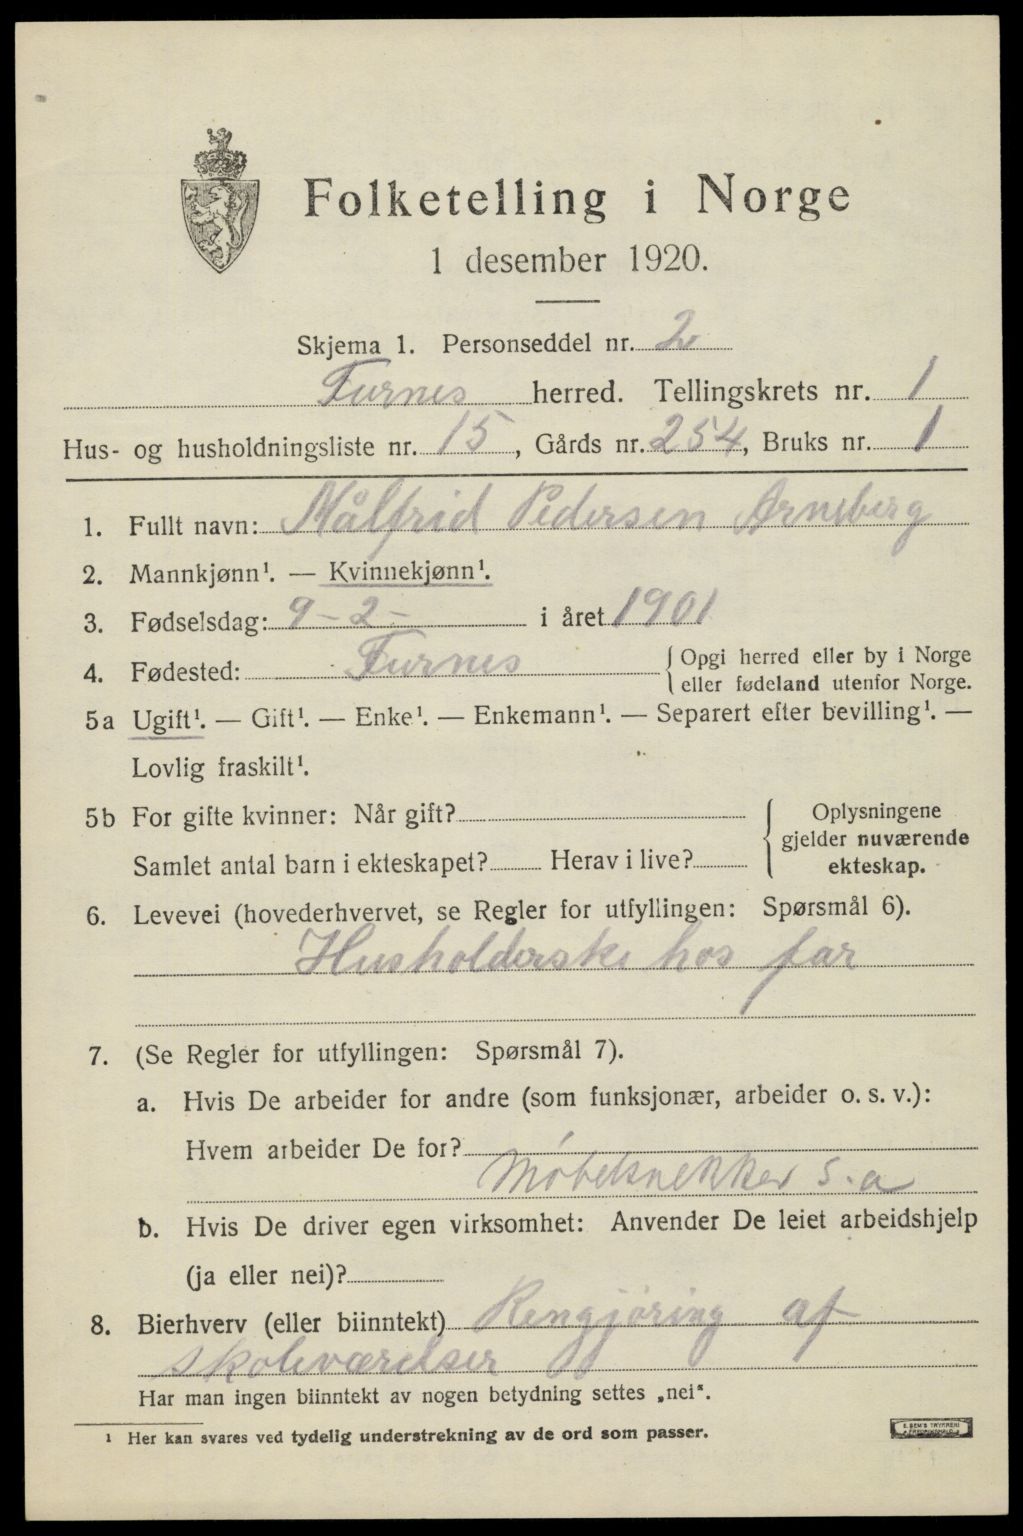 Folketelling i Norge
1 desember 1920.
Skjema 1. Personseddel nr. 2
Furnes herred. Tellingskrets nr. 1
Hus- og husholdningsliste nr. 15, Gårds nr. 254, Bruks nr. 1
1. Fullt navn: Målfrid Pedersen Arneberg
2. Mannkjønn¹. — Kvinnekjønn¹.
3. Fødselsdag: 9-2- i året 1901
4. Fødested: Furnes { Opgi herred eller by i Norge
eller fødeland utenfor Norge.
5a Ugift¹. — Gift¹. — Enke¹. — Enkemann¹. — Separert efter bevilling¹. —
Lovlig fraskilt¹.
5b For gifte kvinner: Når gift? { Oplysningene
gjelder nuværende
Samlet antal barn i ekteskapet? Herav i live? ekteskap.
6. Levevei (hovederhvervet, se Regler for utfyllingen: Spørsmål 6).
Husholderske hos far
7. (Se Regler for utfyllingen: Spørsmål 7).
a. Hvis De arbeider for andre (som funksjonær, arbeider o. s. v.):
Hvem arbeider De for?
Møbelsnekker s.a
b. Hvis De driver egen virksomhet: Anvender De leiet arbeidshjelp
(ja eller nei)?
8. Bierhverv (eller biinntekt) Rengjøring af
skoleværelser
Har man ingen biinntekt av nogen betydning settes „nei".
¹ Her kan svares ved tydelig understrekning av de ord som passer.